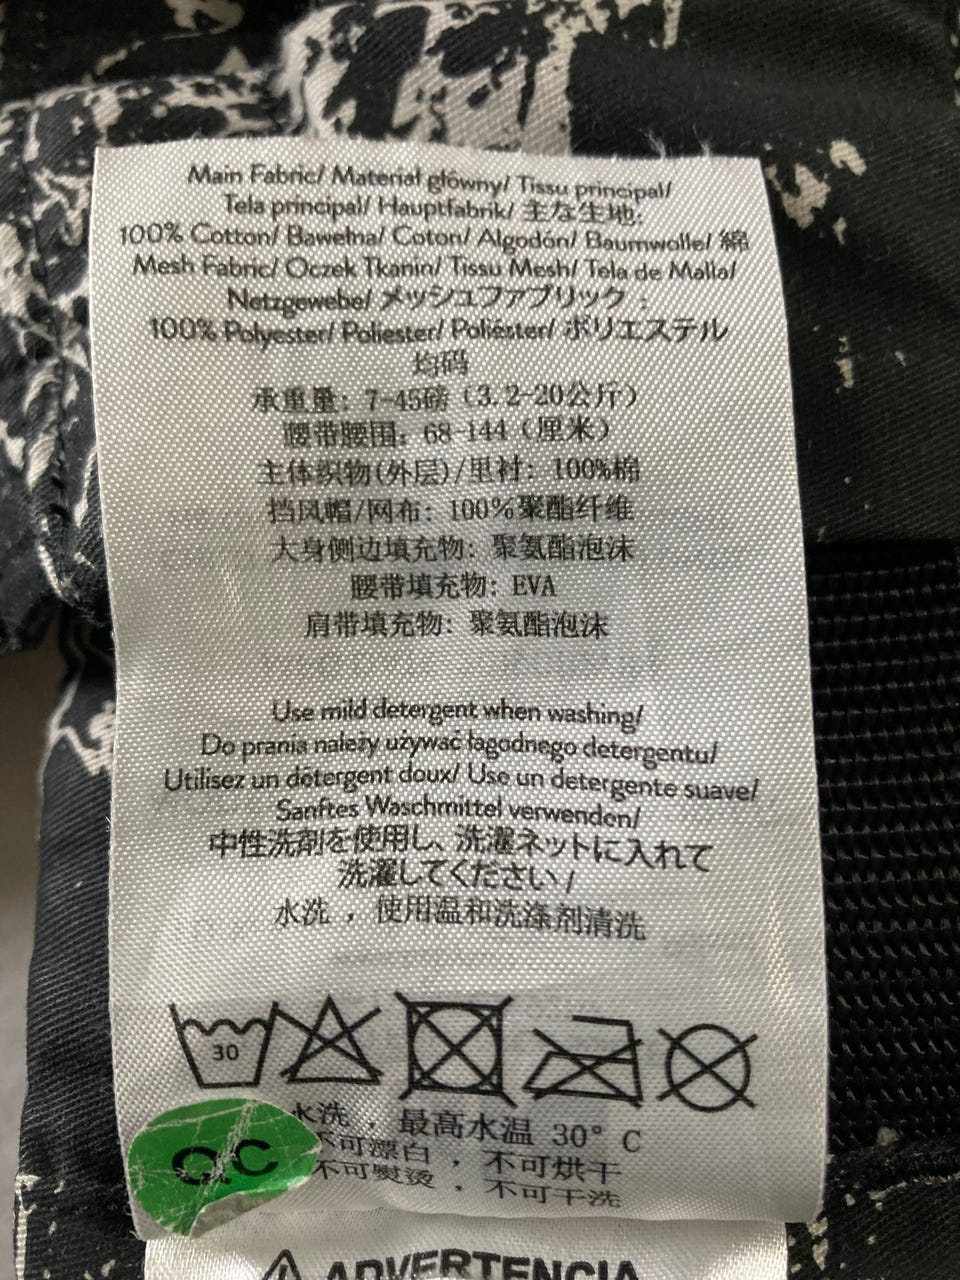 Main Fabric/ Materiał główny/ Tissu principal/
Tela principal/ Hauptfabrik/ 主な生地:
100% Cotton/ Bawełna/ Coton/ Algodón/ Baumwolle/ 綿
Mesh Fabric/ Oczek Tkanin/ Tissu Mesh/ Tela de Malla/
Netzgewebe/ メッシュファブリック :
100% Polyester/ Poliester/ Poliéster/ ポリエステル
均码
承重量: 7-45磅（3.2-20公斤）
腰带腰围: 68-144（厘米）
主体织物(外层)/里衬: 100%棉
挡风帽/网布: 100%聚酯纤维
大身侧边填充物: 聚氨酯泡沫
腰带填充物: EVA
肩带填充物: 聚氨酯泡沫
Use mild detergent when washing/
Do prania należy używać łagodnego detergentu/
Utilisez un détergent doux/ Use un detergente suave/
Sanftes Waschmittel verwenden/
中性洗剤を使用し、洗濯ネットに入れて
洗濯してください/
水洗 , 使用温和洗涤剂清洗
30
水洗 , 最高水温 30° C
不可漂白 , 不可烘干
不可熨烫 , 不可干洗
QC
ADVERTENCIA